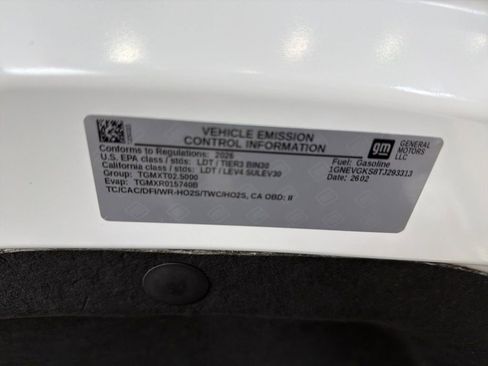 VEHICLE EMISSION
CONTROL INFORMATION
Conforms to Regulations: 2026
U.S. EPA class / stds: LDT / TIER3 BIN30
California class / stds: LDT / LEV4 SULEV30
Group: TGMXT02.5000
Evap: TGMXR015740B
TC/CAC/DFI/WR-HO2S/TWC/HO2S, CA OBD: II
gm GENERAL
MOTORS
LLC
Fuel: Gasoline
1GNEVGKS8TJ293313
Date: 2602